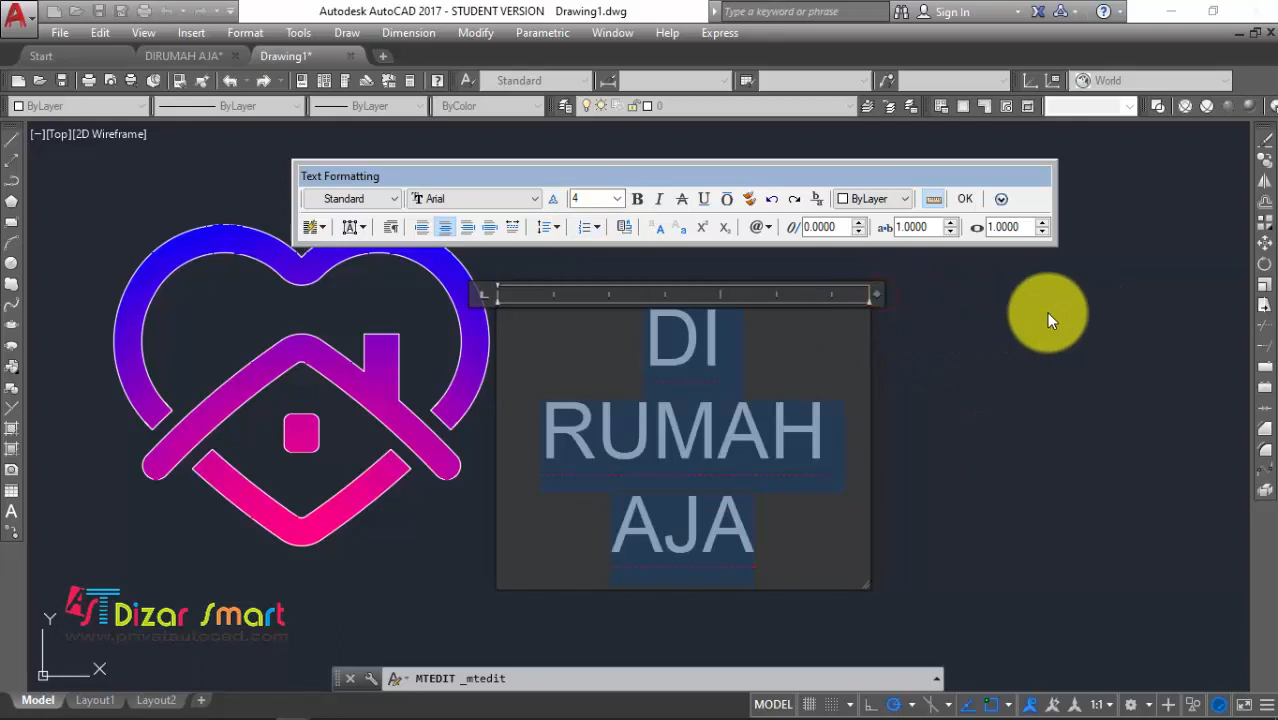 Autodesk AutoCAD 2017 - STUDENT VERSION Drawing1.dwg
Type a keyword or phrase
Sign In
File Edit View Insert Format Tools Draw Dimension Modify Parametric Window Help Express
Start DIRUMAH AJA* Drawing1*
Standard World
ByLayer ByLayer ByLayer ByColor 0
[−][Top][2D Wireframe]
Text Formatting
Standard Arial 4 B I A U O ByLayer OK
@ 0/ 0.0000 a•b 1.0000 1.0000
DI
RUMAH
AJA
AST Dizar Smart
www.privatautocad.com
Y
X
MTEDIT _mtedit
Model Layout1 Layout2
MODEL 1:1